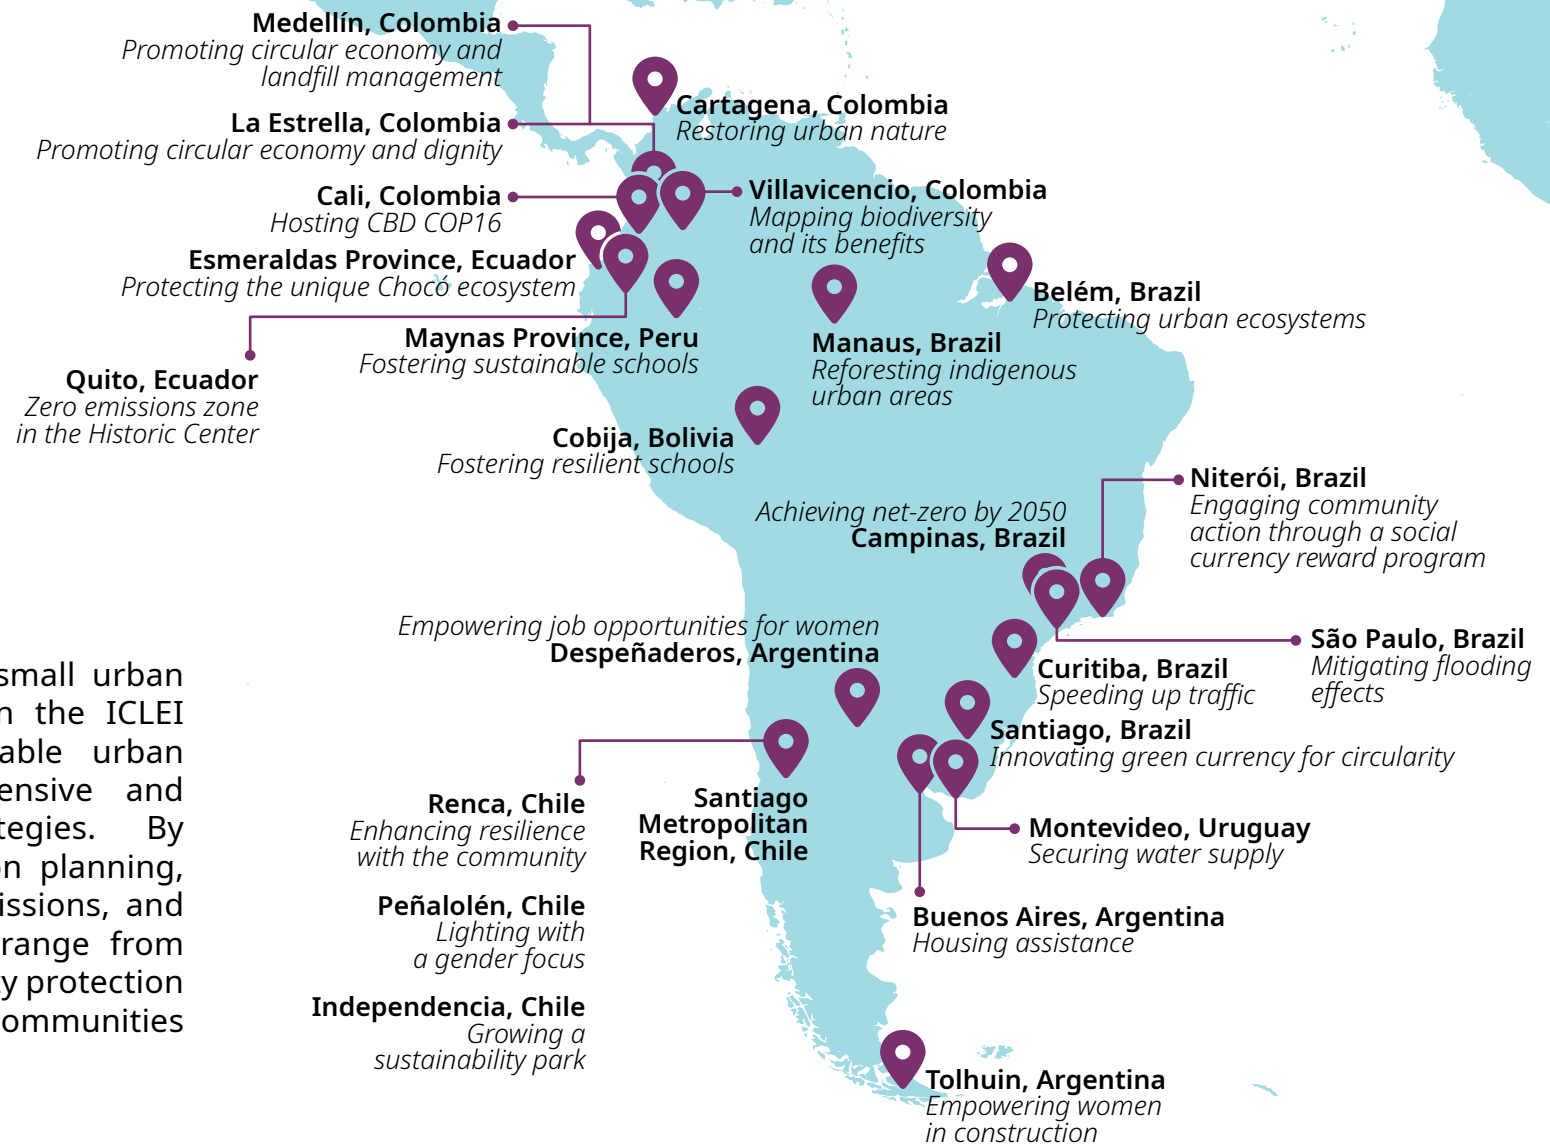 Medellín, Colombia
Promoting circular economy and
landfill management
Cartagena, Colombia
Restoring urban nature
La Estrella, Colombia
Promoting circular economy and dignity
Cali, Colombia
Hosting CBD COP16
Villavicencio, Colombia
Mapping biodiversity
and its benefits
Esmeraldas Province, Ecuador
Protecting the unique Chocó ecosystem
Belém, Brazil
Protecting urban ecosystems
Maynas Province, Peru
Fostering sustainable schools
Manaus, Brazil
Reforesting indigenous
urban areas
Quito, Ecuador
Zero emissions zone
in the Historic Center
Cobija, Bolivia
Fostering resilient schools
Niterói, Brazil
Engaging community
action through a social
currency reward program
Achieving net-zero by 2050
Campinas, Brazil
Empowering job opportunities for women
Despeñaderos, Argentina
São Paulo, Brazil
Mitigating flooding
effects
Curitiba, Brazil
Speeding up traffic
Santiago, Brazil
Innovating green currency for circularity
Renca, Chile
Enhancing resilience
with the community
Santiago
Metropolitan
Region, Chile
Montevideo, Uruguay
Securing water supply
Peñalolén, Chile
Lighting with
a gender focus
Buenos Aires, Argentina
Housing assistance
Independencia, Chile
Growing a
sustainability park
Tolhuin, Argentina
Empowering women
in construction
small urban
n the ICLEI
able urban
ensive and
tegies. By
n planning,
issions, and
range from
y protection
ommunities